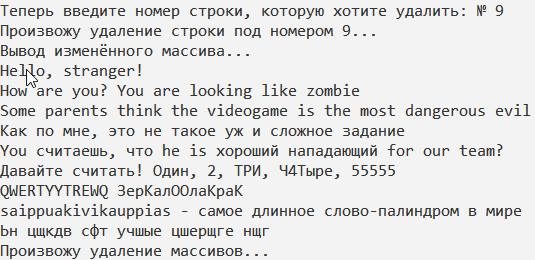 Теперь введите номер строки, которую хотите удалить: № 9
Произвожу удаление строки под номером 9...
Вывод изменённого массива...
Hello, stranger!
How are you? You are looking like zombie
Some parents think the videogame is the most dangerous evil
Как по мне, это не такое уж и сложное задание
You считаешь, что he is хороший нападающий for our team?
Давайте считать! Один, 2, ТРИ, Ч4Тыре, 55555
QWERTYYTREWQ ЗерКалООлаКраК
saippuakivikauppias - самое длинное слово-палиндром в мире
Ьн цщкдв сфт учшые цшерщге нщг
Произвожу удаление массивов...